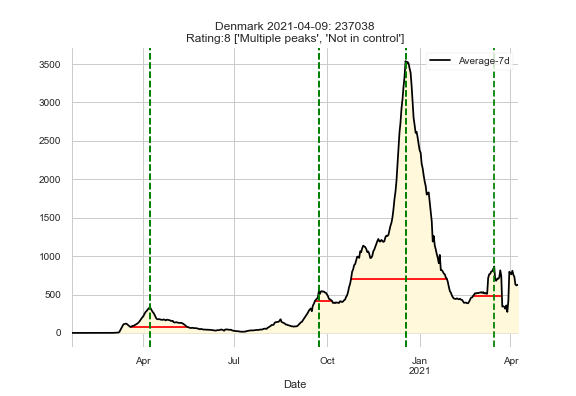 Denmark 2021-04-09: 237038
Rating:8 ['Multiple peaks', 'Not in control']
Average-7d
3500
3000
2500
2000
1500
1000
500
0
Apr
Jul
Oct
Jan
2021
Apr
Date